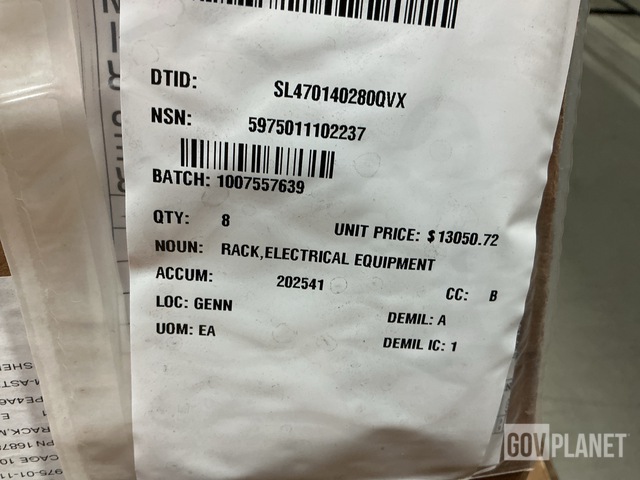 DTID: SL470140280QVX
NSN: 5975011102237
BATCH: 1007557639
QTY: 8 UNIT PRICE: $13050.72
NOUN: RACK,ELECTRICAL EQUIPMENT
ACCUM: 202541 CC: B
LOC: GENN DEMIL: A
UOM: EA DEMIL IC: 1
GOVPLANET